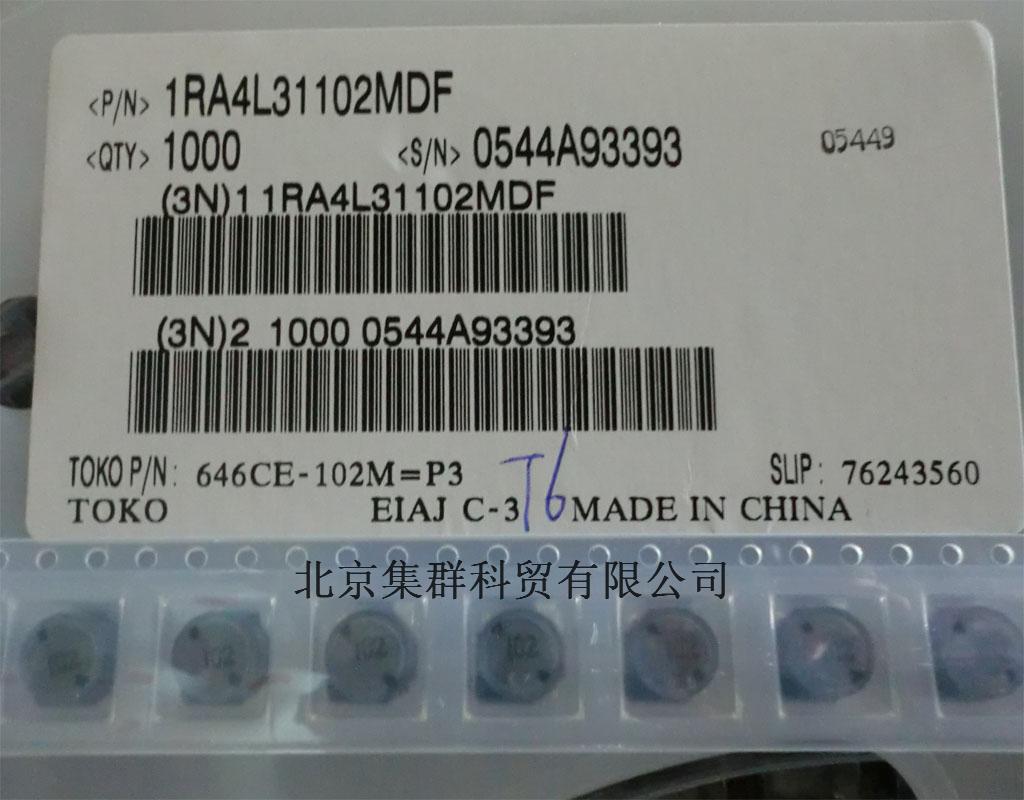 <P/N> 1RA4L31102MDF
<QTY> 1000 <S/N> 0544A93393 05449
(3N)1 1RA4L31102MDF
(3N)2 1000 0544A93393
TOKO P/N: 646CE-102M=P3 SLIP: 76243560
TOKO EIAJ C-3 T6 MADE IN CHINA
北京集群科贸有限公司
102 102 102 102 102